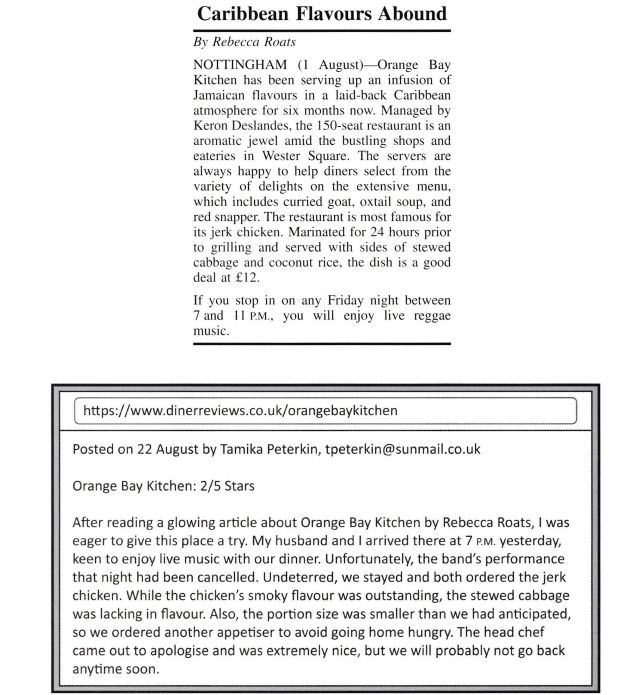 Caribbean Flavours Abound
By Rebecca Roats
NOTTINGHAM (1 August)—Orange Bay
Kitchen has been serving up an infusion of
Jamaican flavours in a laid-back Caribbean
atmosphere for six months now. Managed by
Keron Deslandes, the 150-seat restaurant is an
aromatic jewel amid the bustling shops and
eateries in Wester Square. The servers are
always happy to help diners select from the
variety of delights on the extensive menu,
which includes curried goat, oxtail soup, and
red snapper. The restaurant is most famous for
its jerk chicken. Marinated for 24 hours prior
to grilling and served with sides of stewed
cabbage and coconut rice, the dish is a good
deal at £12.
If you stop in on any Friday night between
7 and 11 P.M., you will enjoy live reggae
music.
https://www.dinerreviews.co.uk/orangebaykitchen
Posted on 22 August by Tamika Peterkin, tpeterkin@sunmail.co.uk
Orange Bay Kitchen: 2/5 Stars
After reading a glowing article about Orange Bay Kitchen by Rebecca Roats, I was
eager to give this place a try. My husband and I arrived there at 7 P.M. yesterday,
keen to enjoy live music with our dinner. Unfortunately, the band's performance
that night had been cancelled. Undeterred, we stayed and both ordered the jerk
chicken. While the chicken's smoky flavour was outstanding, the stewed cabbage
was lacking in flavour. Also, the portion size was smaller than we had anticipated,
so we ordered another appetiser to avoid going home hungry. The head chef
came out to apologise and was extremely nice, but we will probably not go back
anytime soon.